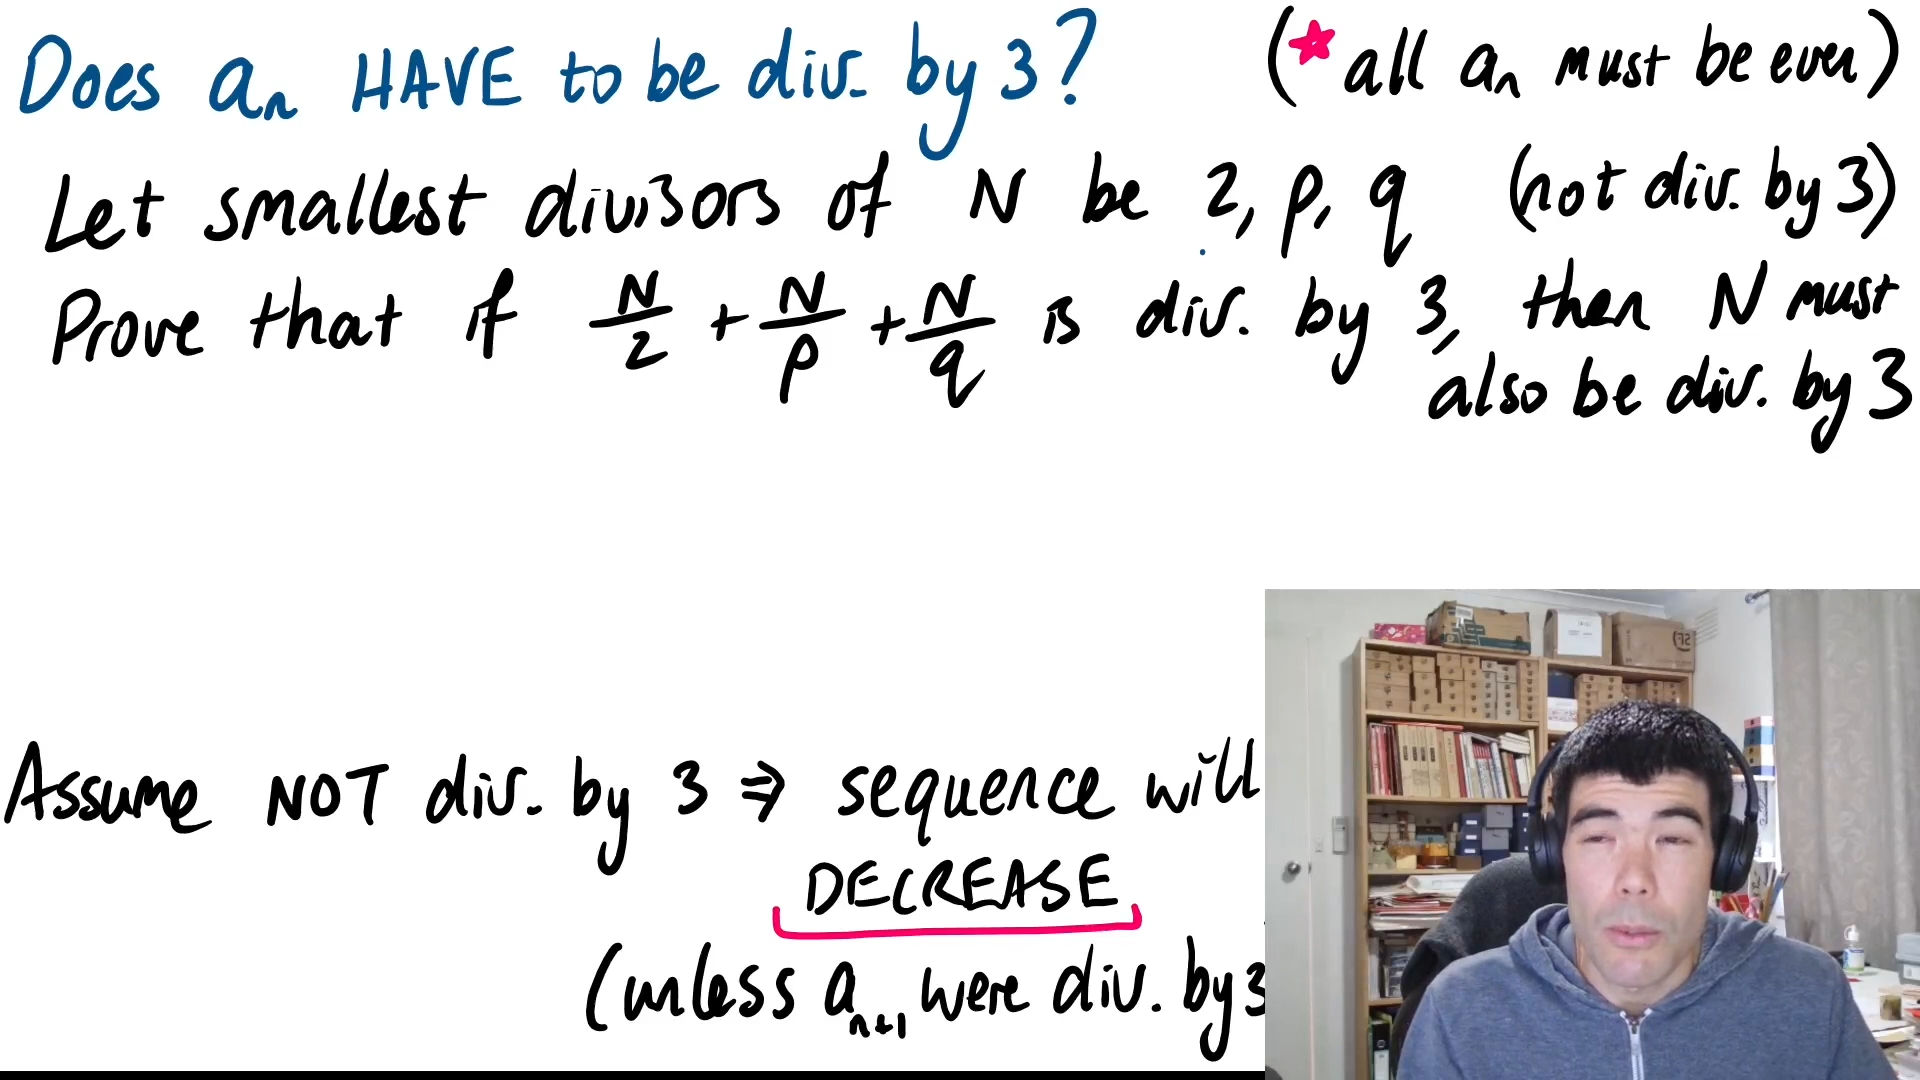 Does aₙ HAVE to be div. by 3? (* all aₙ must be even)
Let smallest divisors of N be 2, p, q (not div. by 3)
Prove that if N/2 + N/p + N/q is div. by 3, then N must
also be div. by 3
Assume NOT div. by 3 ⇒ sequence will
DECREASE
(unless aₙ₊₁ were div. by 3